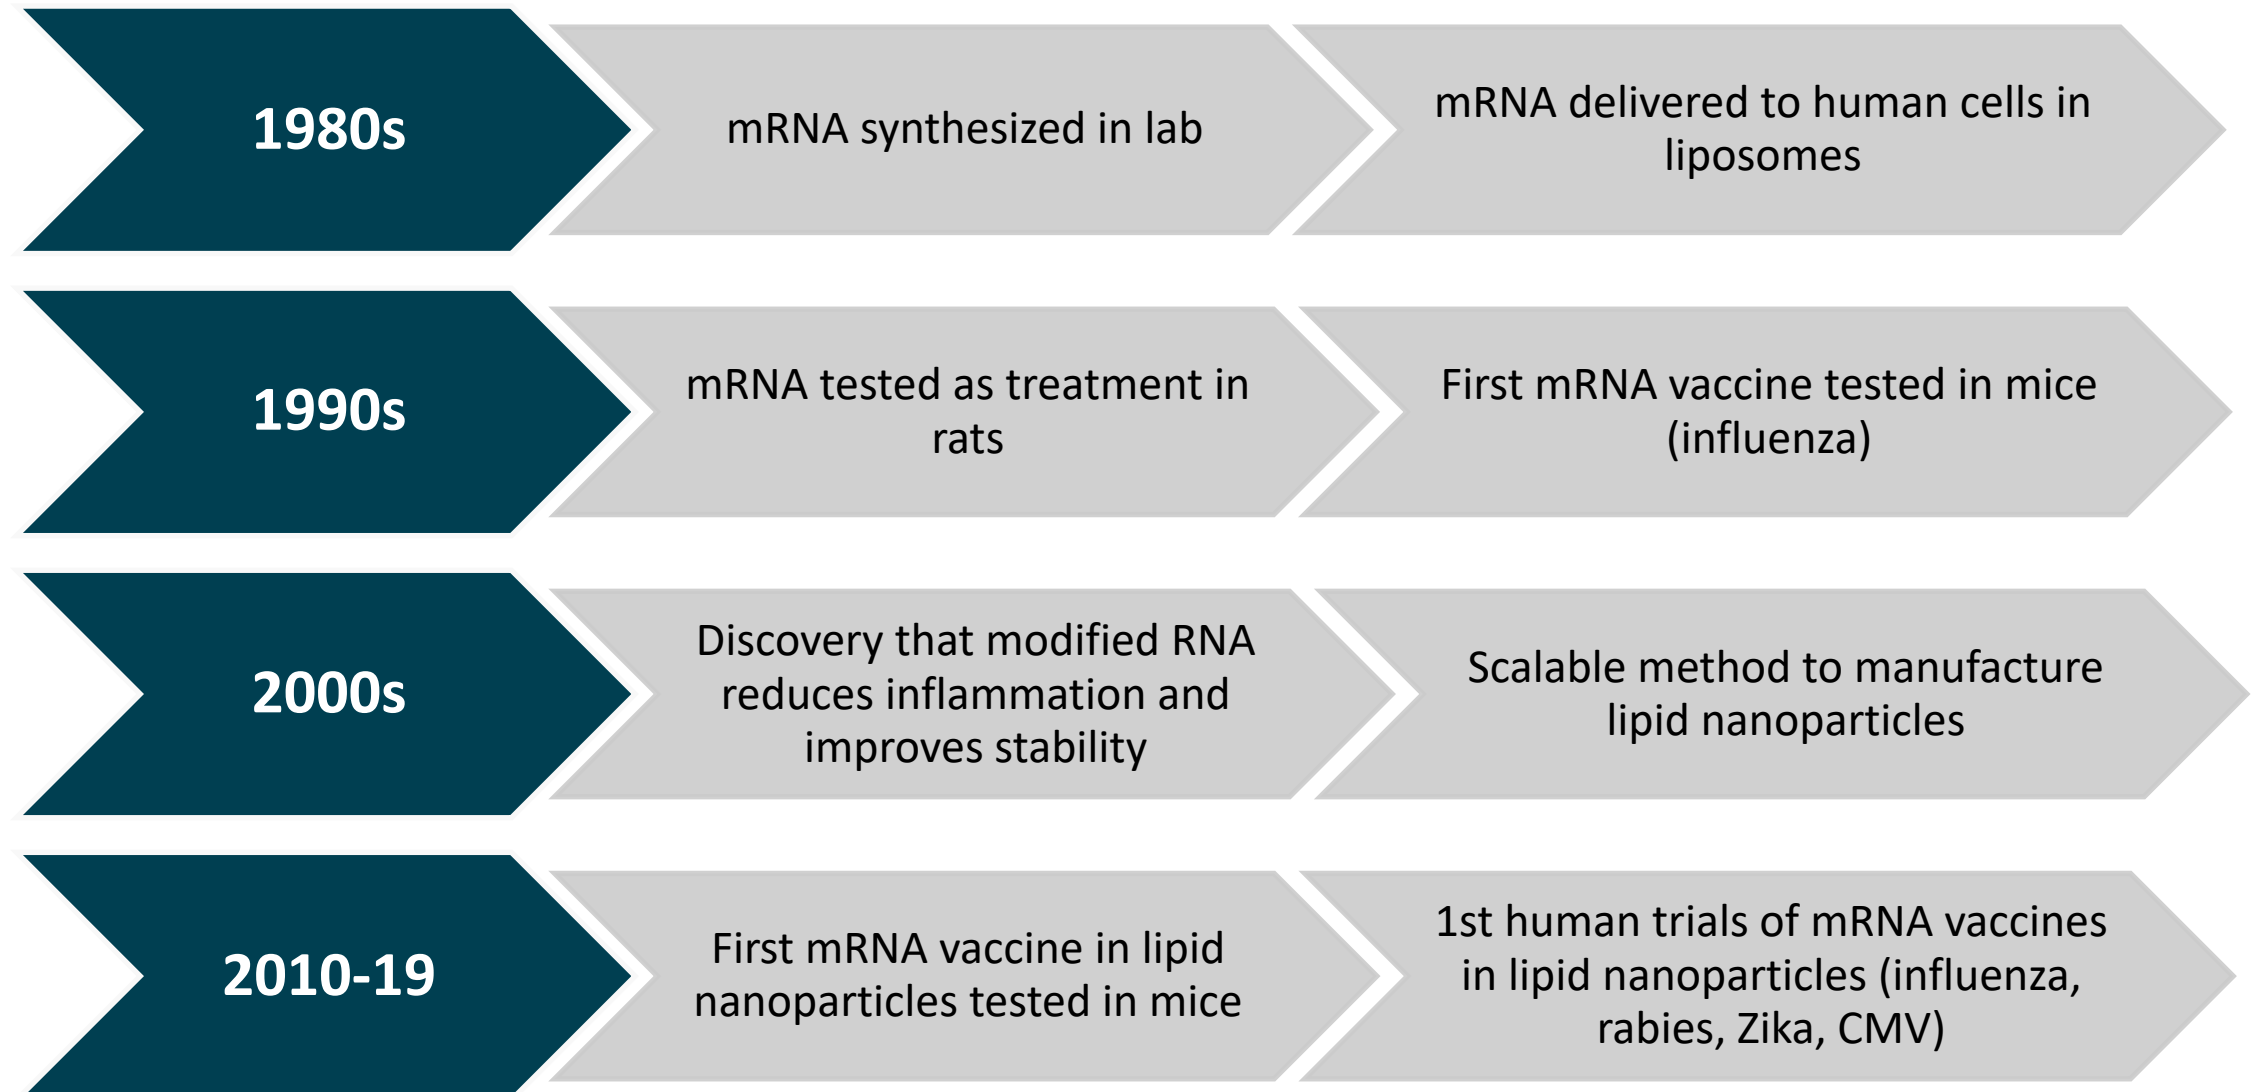 1980s
mRNA synthesized in lab
mRNA delivered to human cells in
liposomes
1990s
mRNA tested as treatment in
rats
First mRNA vaccine tested in mice
(influenza)
2000s
Discovery that modified RNA
reduces inflammation and
improves stability
Scalable method to manufacture
lipid nanoparticles
2010-19
First mRNA vaccine in lipid
nanoparticles tested in mice
1st human trials of mRNA vaccines
in lipid nanoparticles (influenza,
rabies, Zika, CMV)